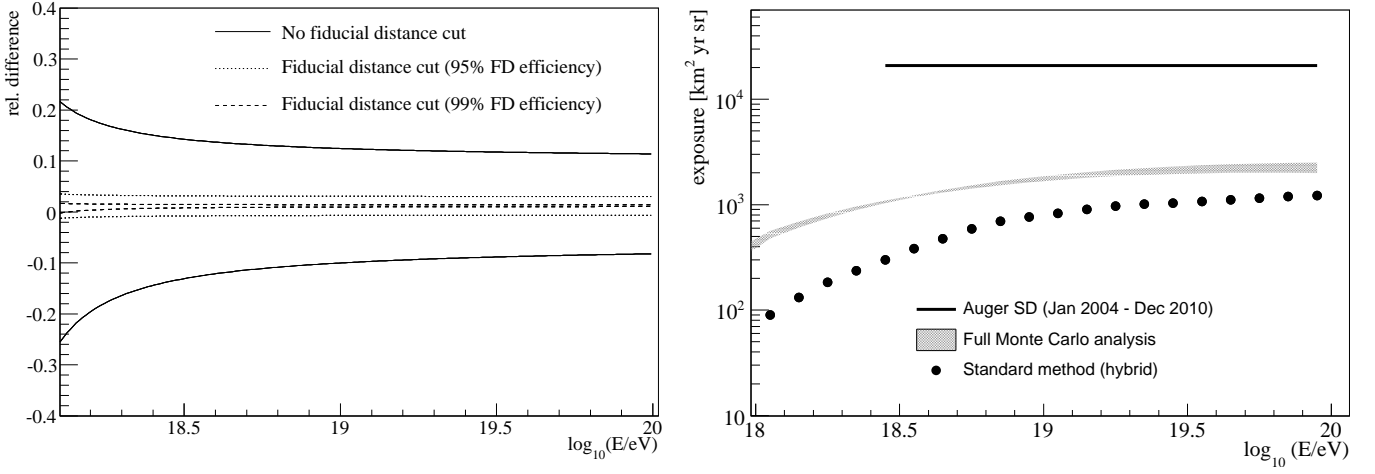 rel. difference
0.4
0.3
0.2
0.1
0
-0.1
-0.2
-0.3
-0.4
No fiducial distance cut
Fiducial distance cut (95% FD efficiency)
Fiducial distance cut (99% FD efficiency)
18.5
19
19.5
20
log10(E/eV)
exposure [km2 yr sr]
10^4
10^3
10^2
10
Auger SD (Jan 2004 - Dec 2010)
Full Monte Carlo analysis
Standard method (hybrid)
18
18.5
19
19.5
20
log10 (E/eV)